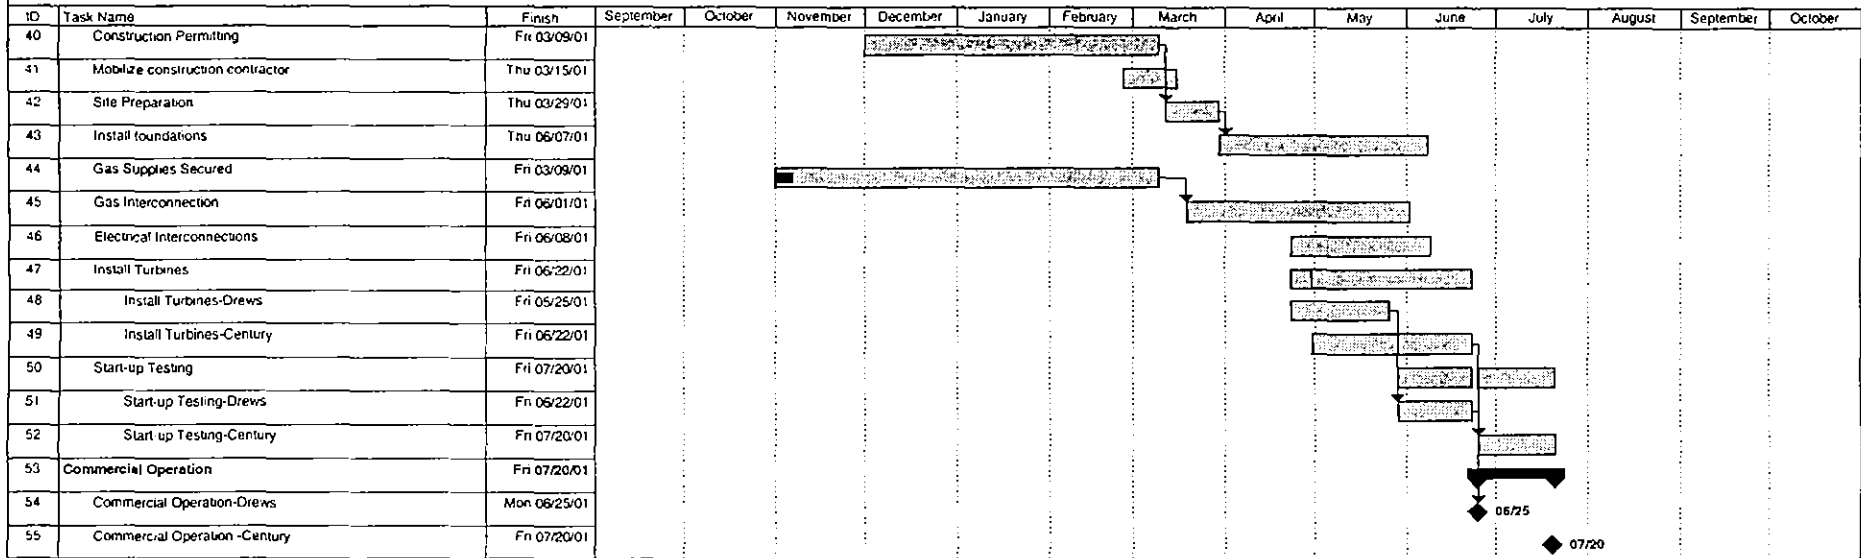 ID Task Name Finish September October November December January February March April May June July August September October
40 Construction Permitting Fri 03/09/01
41 Mobilize construction contractor Thu 03/15/01
42 Site Preparation Thu 03/29/01
43 Install foundations Thu 06/07/01
44 Gas Supplies Secured Fri 03/09/01
45 Gas Interconnection Fri 06/01/01
46 Electrical Interconnections Fri 06/08/01
47 Install Turbines Fri 06/22/01
48 Install Turbines-Drews Fri 05/25/01
49 Install Turbines-Century Fri 06/22/01
50 Start-up Testing Fri 07/20/01
51 Start-up Testing-Drews Fri 06/22/01
52 Start-up Testing-Century Fri 07/20/01
53 Commercial Operation Fri 07/20/01
54 Commercial Operation-Drews Mon 06/25/01 06/25
55 Commercial Operation -Century Fri 07/20/01 07/20